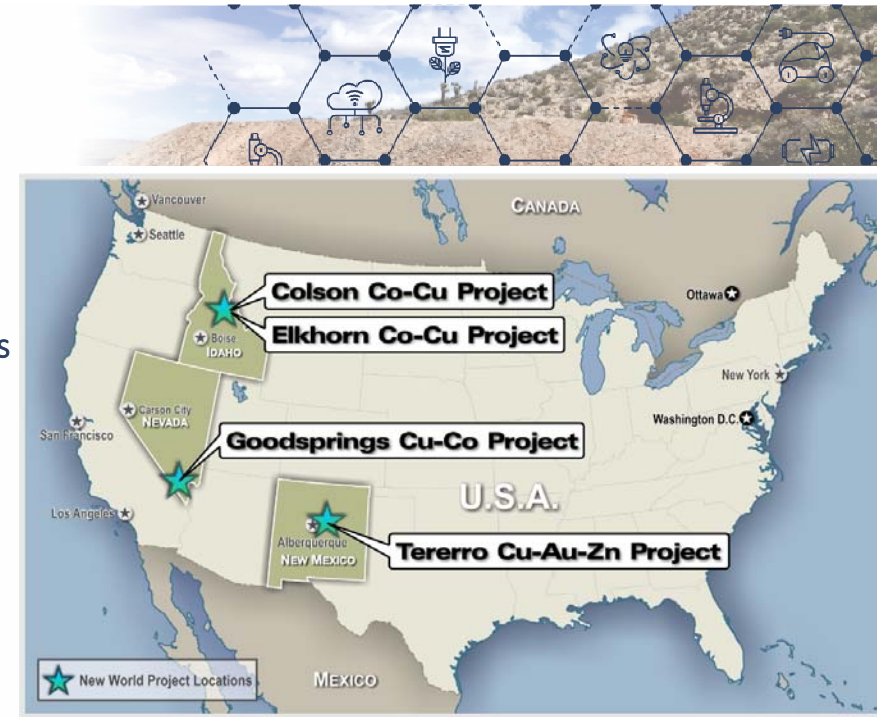 Vancouver
CANADA
Seattle
Colson Co-Cu Project
Ottawa
Elkhorn Co-Cu Project
s
Boise
IDAHO
New York
Carson City
NEVADA
Washington D.C.
San Francisco
Goodsprings Cu-Co Project
U.S.A.
Los Angeles
Alberquerque
NEW MEXICO
Tererro Cu-Au-Zn Project
New World Project Locations
MEXICO